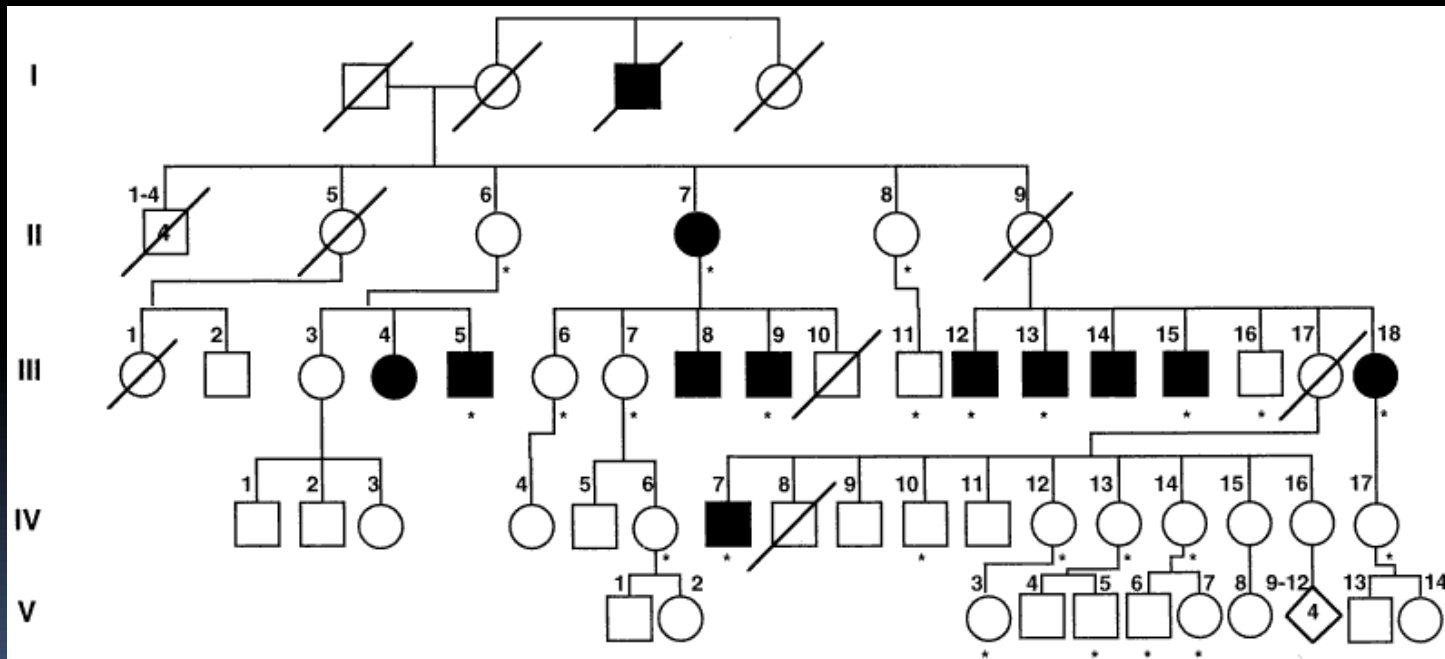 I
1-4 5 6 7 8 9
II 4
* * *
1 2 3 4 5 6 7 8 9 10 11 12 13 14 15 16 17 18
III
* * * * * * * * * *
1 2 3 4 5 6 7 8 9 10 11 12 13 14 15 16 17
IV
* * * * * * *
1 2 3 4 5 6 7 8 9-12 13 14
V 4
* * * *